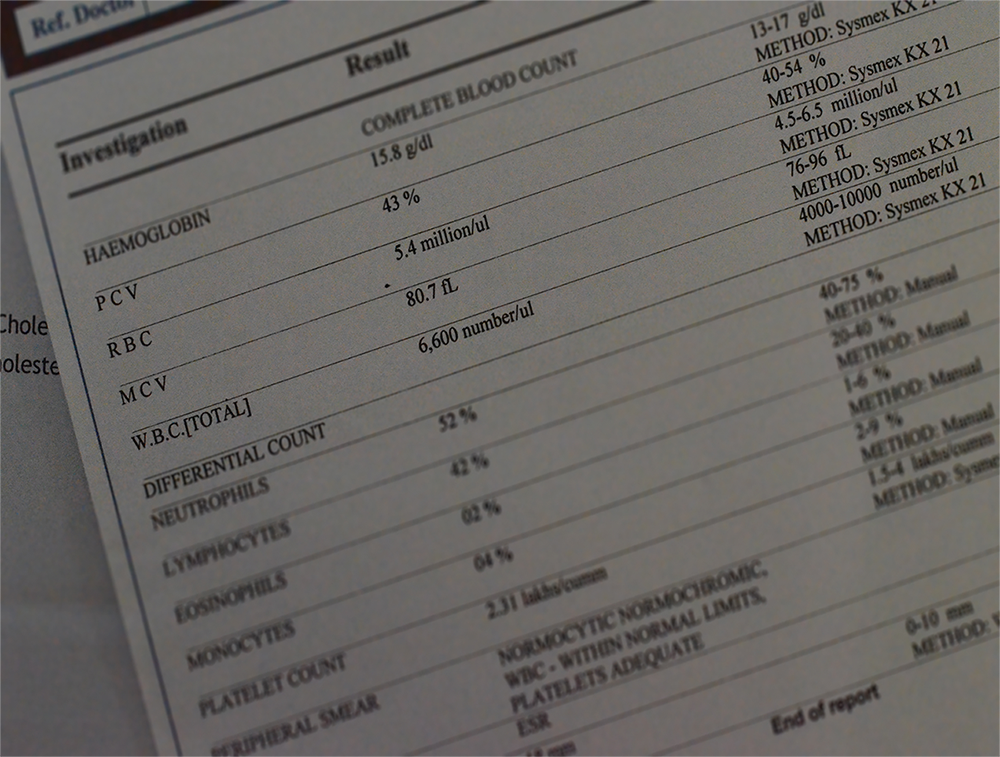 Ref. Doctor
Investigation Result
COMPLETE BLOOD COUNT
HAEMOGLOBIN 15.8 g/dl 13-17 g/dl
METHOD: Sysmex KX 21
P C V 43 % 40-54 %
METHOD: Sysmex KX 21
R B C 5.4 million/ul 4.5-6.5 million/ul
METHOD: Sysmex KX 21
M C V 80.7 fL 76-96 fL
METHOD: Sysmex KX 21
W.B.C.[TOTAL] 6,600 number/ul 4000-10000 number/ul
METHOD: Sysmex KX 21
DIFFERENTIAL COUNT
NEUTROPHILS 52 % 40-75 %
METHOD: Manual
LYMPHOCYTES 42 % 20-40 %
METHOD: Manual
EOSINOPHILS 02 % 1-6 %
METHOD: Manual
MONOCYTES 04 % 2-9 %
METHOD: Manual
PLATELET COUNT 2.31 lakhs/cumm 1.5-4 lakhs/cumm
METHOD: Sysme
PERIPHERAL SMEAR NORMOCYTIC NORMOCHROMIC,
WBC - WITHIN NORMAL LIMITS,
PLATELETS ADEQUATE
ESR
mm 0-10 mm
METHOD:
End of report
Chole
oleste